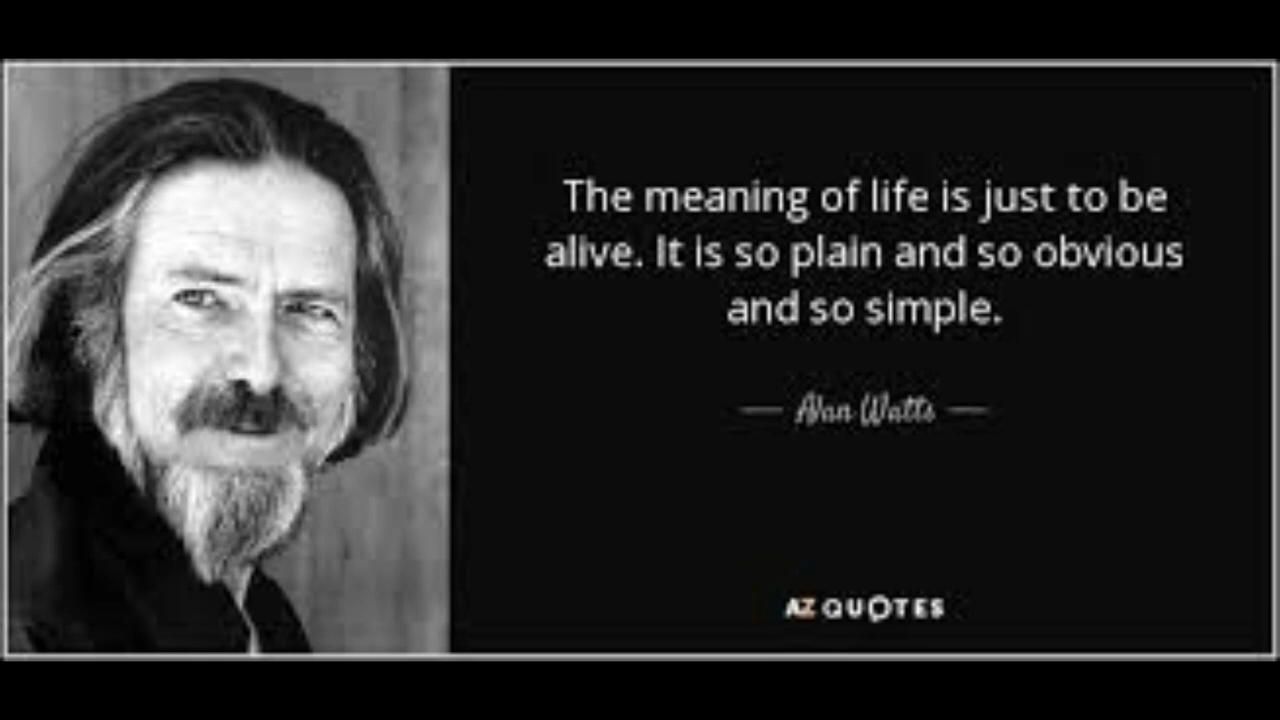 The meaning of life is just to be
alive. It is so plain and so obvious
and so simple.
— Alan Watts —
AZ QUOTES